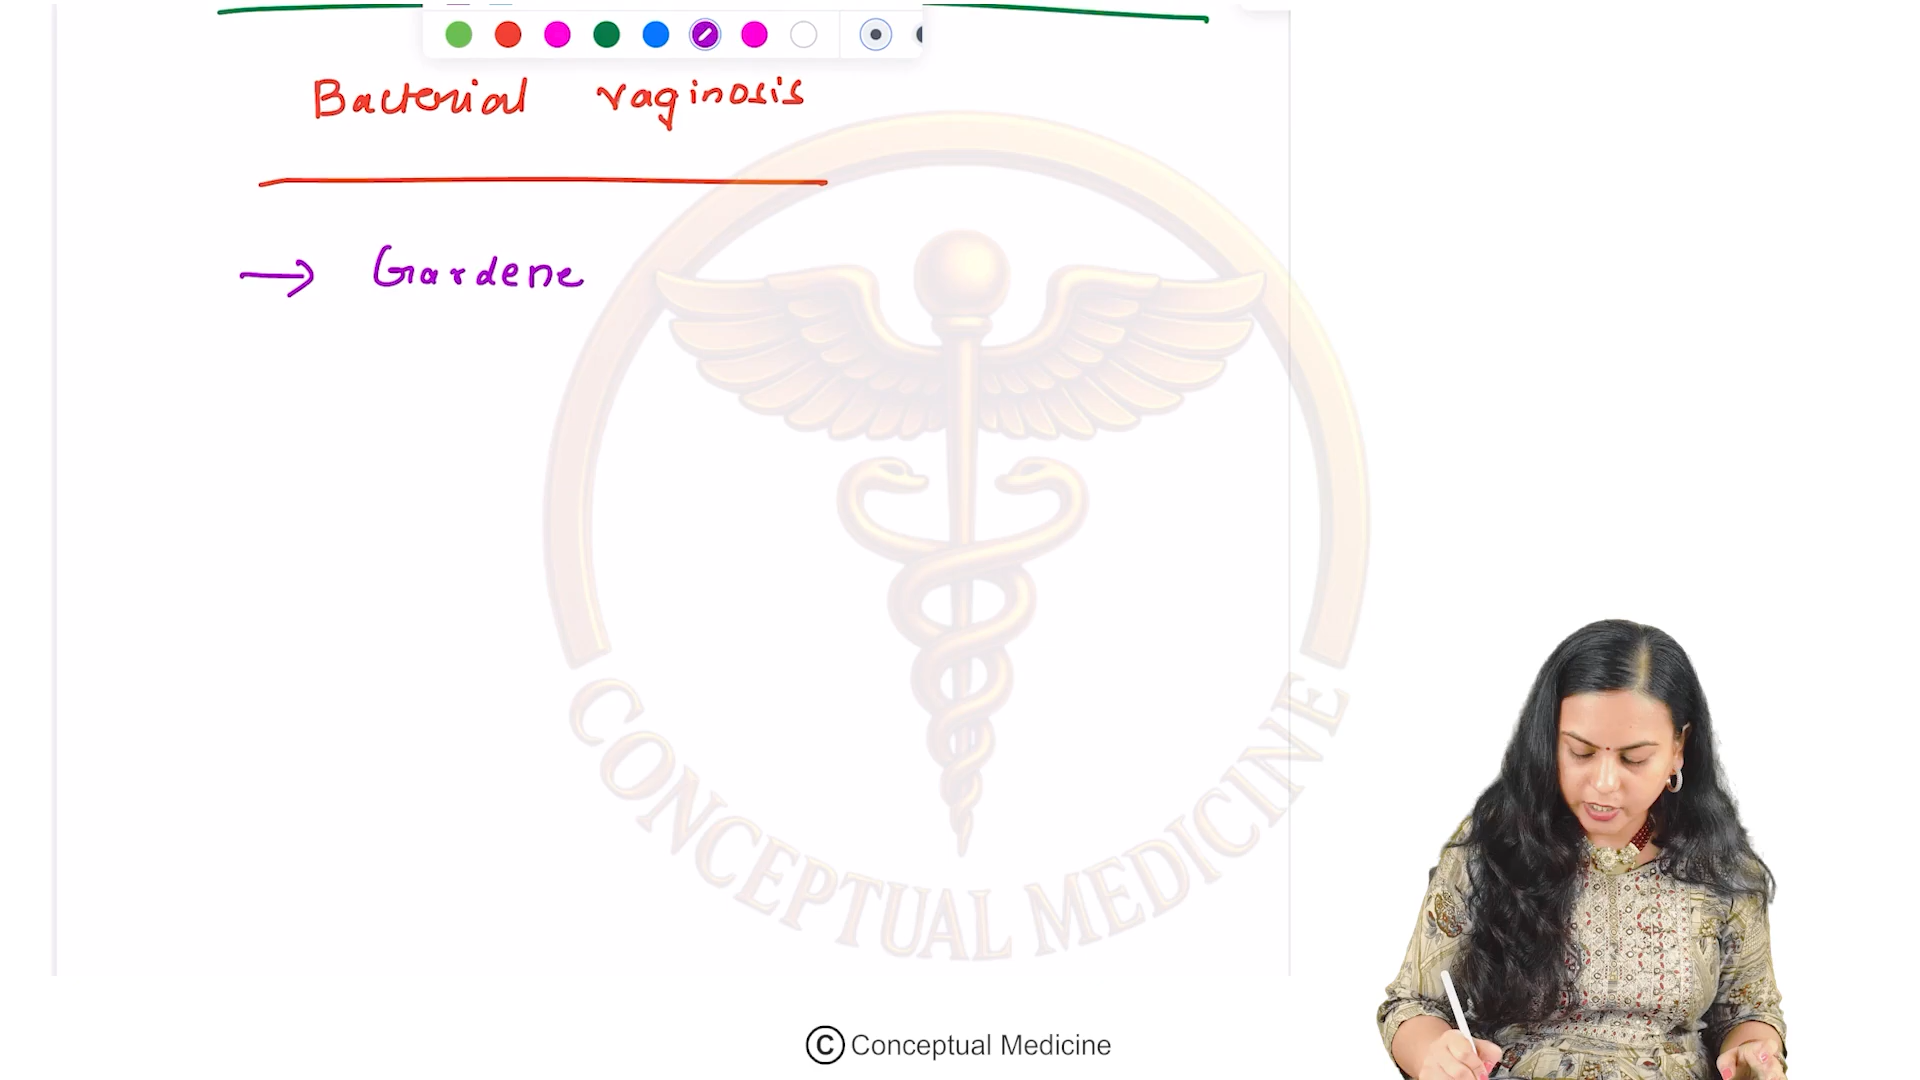 Bacterial vaginosis
→ Gardene
CONCEPTUAL MEDICINE
© Conceptual Medicine